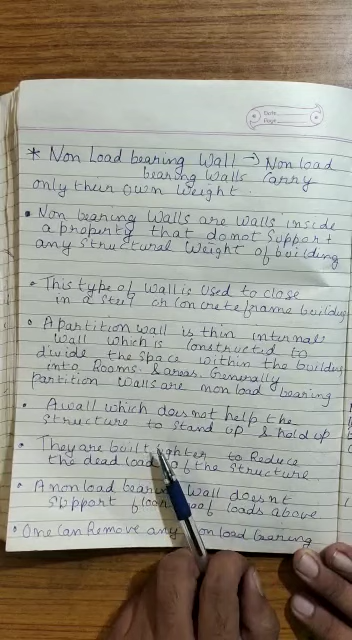 Date
Page
* Non Load bearing Wall → Non load
bearing Walls Carry
only their own weight.
• Non bearing Walls are walls inside
a property that do not Support
any Structural Weight of building
• This type of wall is Used to close
in a Steel or Concrete frame building
• A partition wall is thin internal
wall which is constructed to
divide the space within the building
into Rooms & areas. Generally
partition walls are non load bearing
• A wall which does not help the
structure to stand up & hold up
• They are built lighter to Reduce
the dead load of the structure
• A non load bearing wall doesnt
Support floor roof loads above
• One can Remove any non load bearing